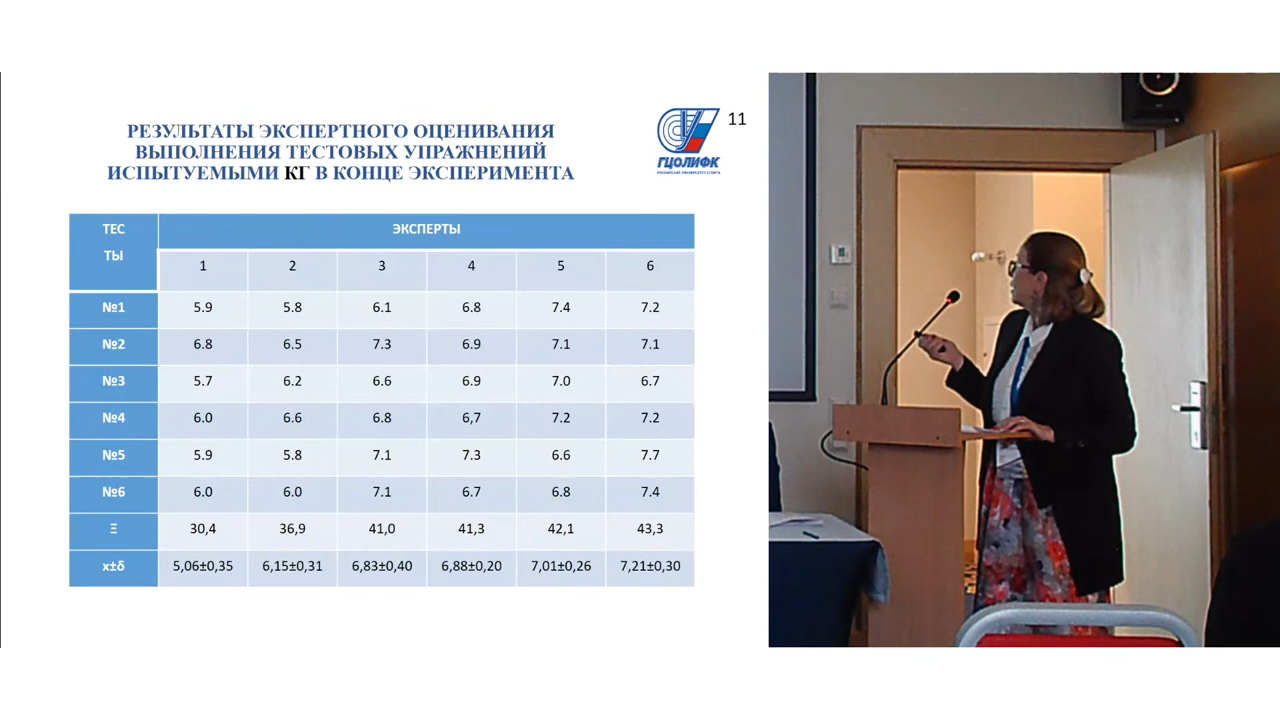 РЕЗУЛЬТАТЫ ЭКСПЕРТНОГО ОЦЕНИВАНИЯ
ВЫПОЛНЕНИЯ ТЕСТОВЫХ УПРАЖНЕНИЙ
ИСПЫТУЕМЫМИ КГ В КОНЦЕ ЭКСПЕРИМЕНТА
ГЦОЛИФК
РОССИЙСКИЙ УНИВЕРСИТЕТ СПОРТА
11
ТЕС
ТЫ
ЭКСПЕРТЫ
1 2 3 4 5 6
№1 5.9 5.8 6.1 6.8 7.4 7.2
№2 6.8 6.5 7.3 6.9 7.1 7.1
№3 5.7 6.2 6.6 6.9 7.0 6.7
№4 6.0 6.6 6.8 6,7 7.2 7.2
№5 5.9 5.8 7.1 7.3 6.6 7.7
№6 6.0 6.0 7.1 6.7 6.8 7.4
Ξ 30,4 36,9 41,0 41,3 42,1 43,3
x±δ 5,06±0,35 6,15±0,31 6,83±0,40 6,88±0,20 7,01±0,26 7,21±0,30